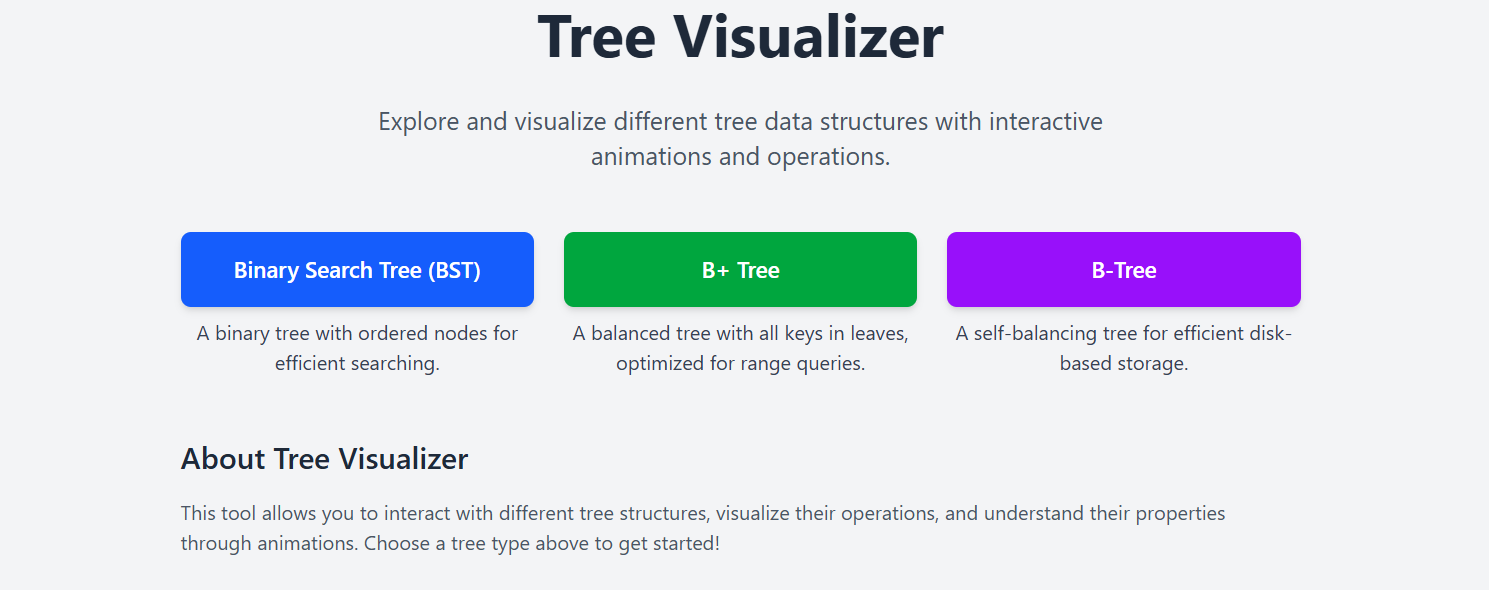 Tree Visualizer
Explore and visualize different tree data structures with interactive
animations and operations.
Binary Search Tree (BST)
A binary tree with ordered nodes for
efficient searching.
B+ Tree
A balanced tree with all keys in leaves,
optimized for range queries.
B-Tree
A self-balancing tree for efficient disk-
based storage.
About Tree Visualizer
This tool allows you to interact with different tree structures, visualize their operations, and understand their properties
through animations. Choose a tree type above to get started!